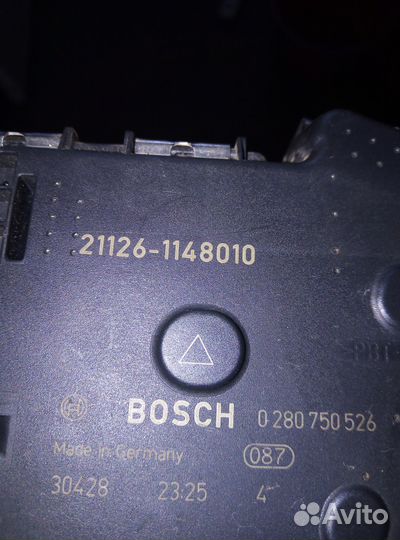 21126-1148010
BOSCH 0 280 750 526
Made in Germany 087
30428 23:25 4
Avito